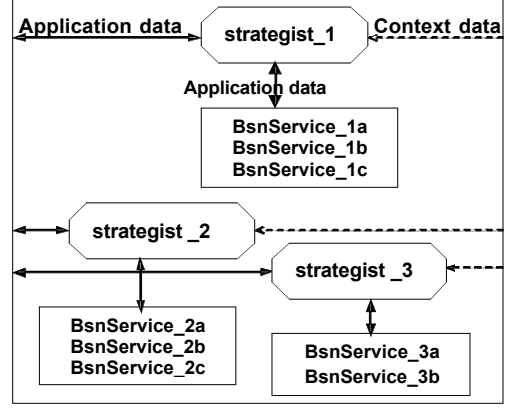 Application data
strategist_1
Context data
Application data
BsnService_1a
BsnService_1b
BsnService_1c
strategist _2
strategist _3
BsnService_2a
BsnService_2b
BsnService_2c
BsnService_3a
BsnService_3b